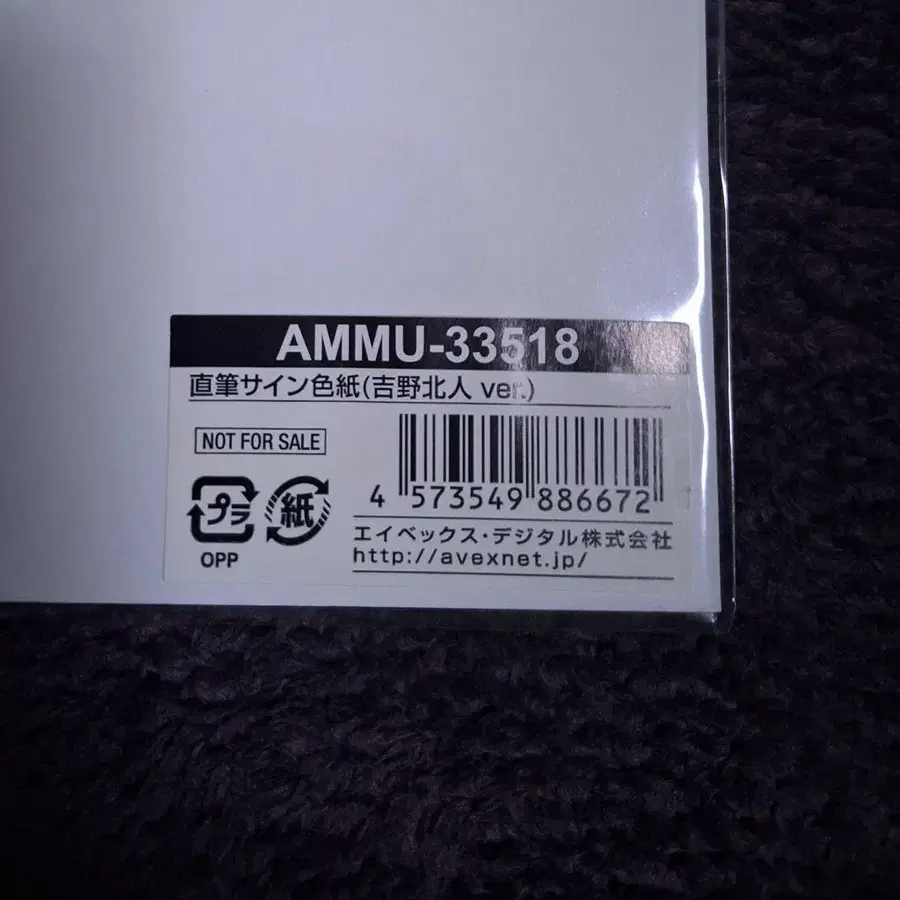 AMMU-33518
直筆サイン色紙(吉野北人 ver.)
NOT FOR SALE
4 573549 886672
プラ
紙
OPP
エイベックス・デジタル株式会社
http://avexnet.jp/